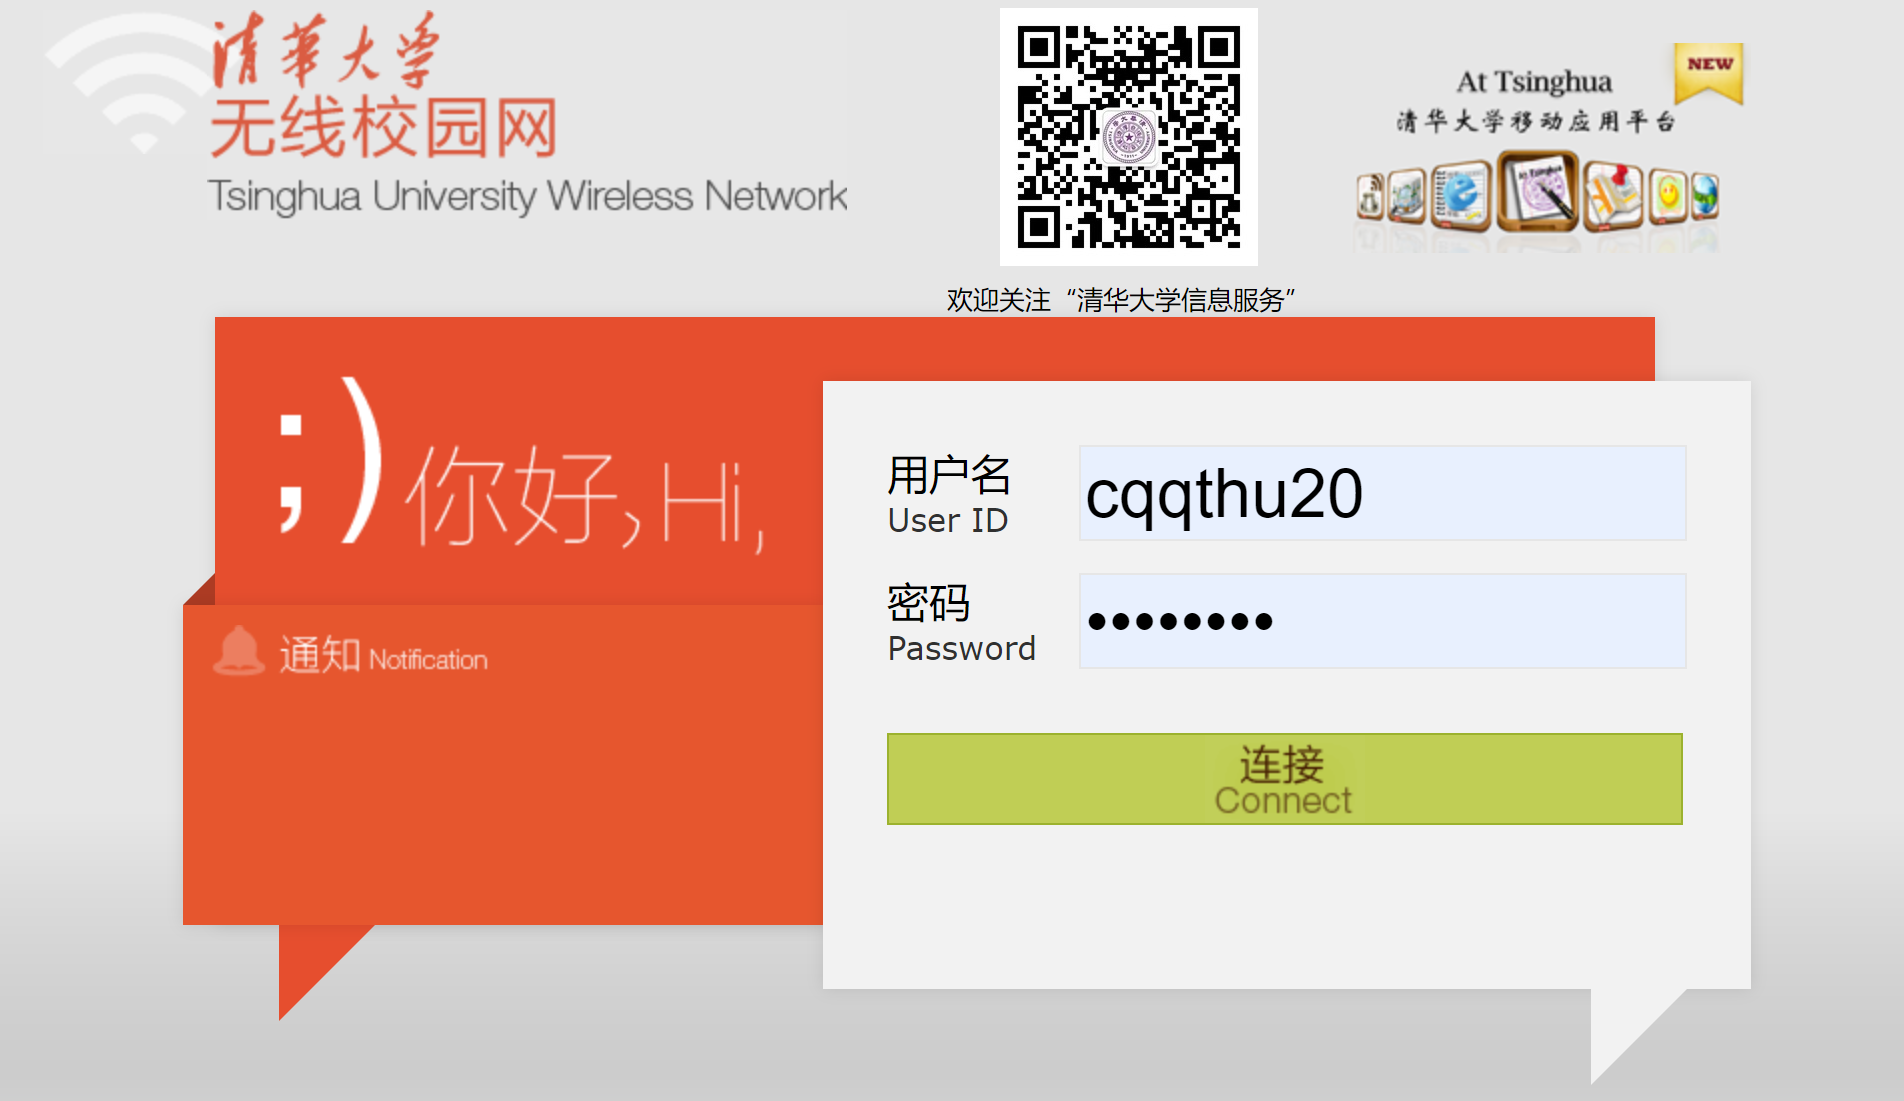 清華大学
无线校园网
Tsinghua University Wireless Network
欢迎关注“清华大学信息服务”
At Tsinghua
NEW
清华大学移动应用平台
;)你好,Hi,
用户名
User ID
cqqthu20
密码
Password
••••••••
连接
Connect
通知 Notification